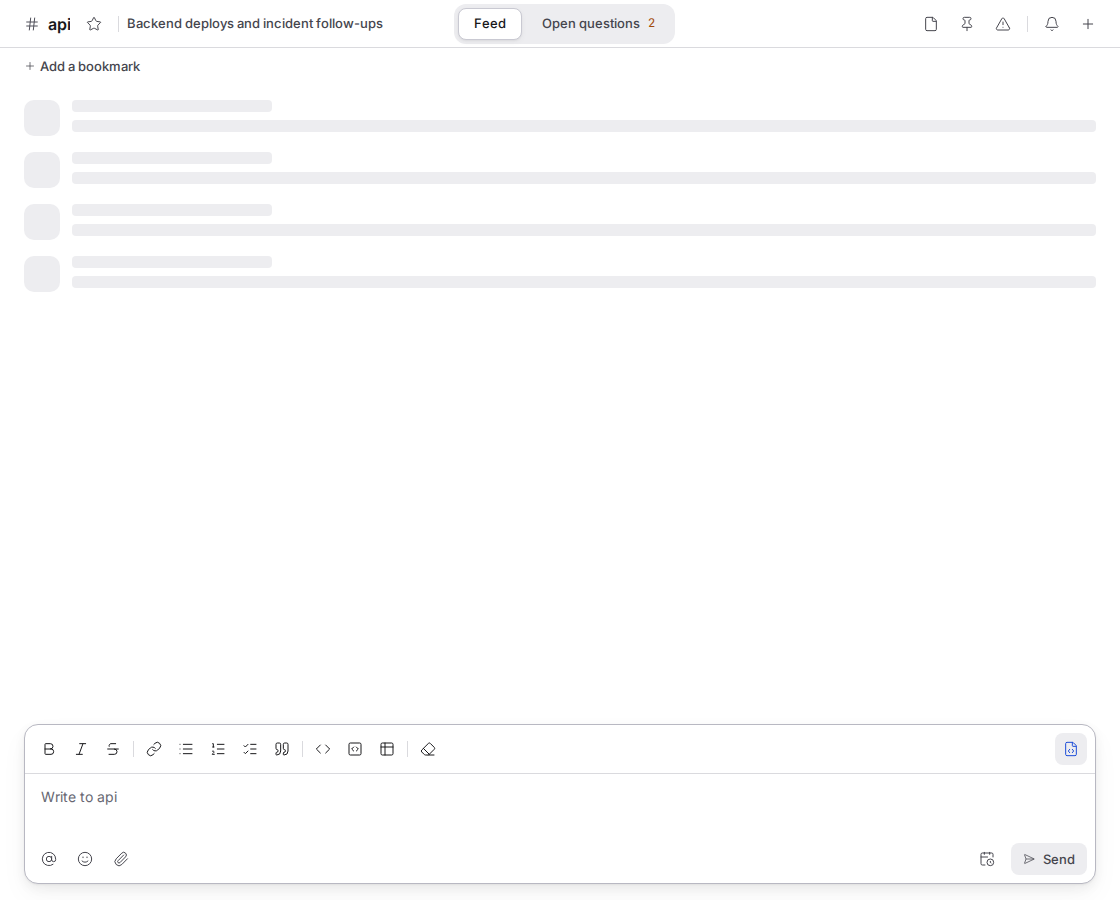 api
Backend deploys and incident follow-ups
Feed
Open questions 2
Add a bookmark
Write to api
Send